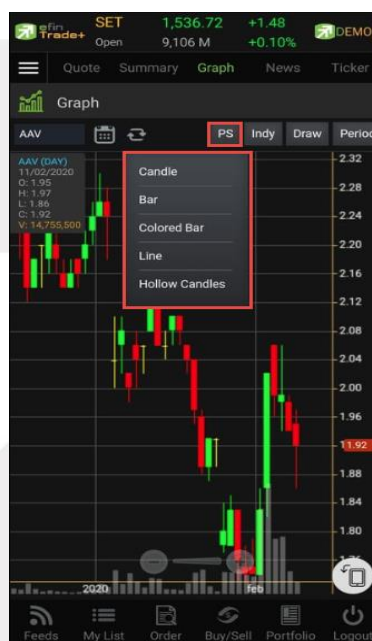 efin Trade+ SET 1,536.72 +1.48 DEMO
Open 9,106 M +0.10%
Quote Summary Graph News Ticker
Graph
AAV PS Indy Draw Period
AAV (DAY)
11/02/2020
O: 1.95
H: 1.97
L: 1.86
C: 1.92
V: 14,755,500
Candle
Bar
Colored Bar
Line
Hollow Candles
2.32
2.28
2.24
2.20
2.16
2.12
2.08
2.04
2.00
1.96
1.92
1.88
1.84
1.80
2020 feb
Feeds My List Order Buy/Sell Portfolio Logout